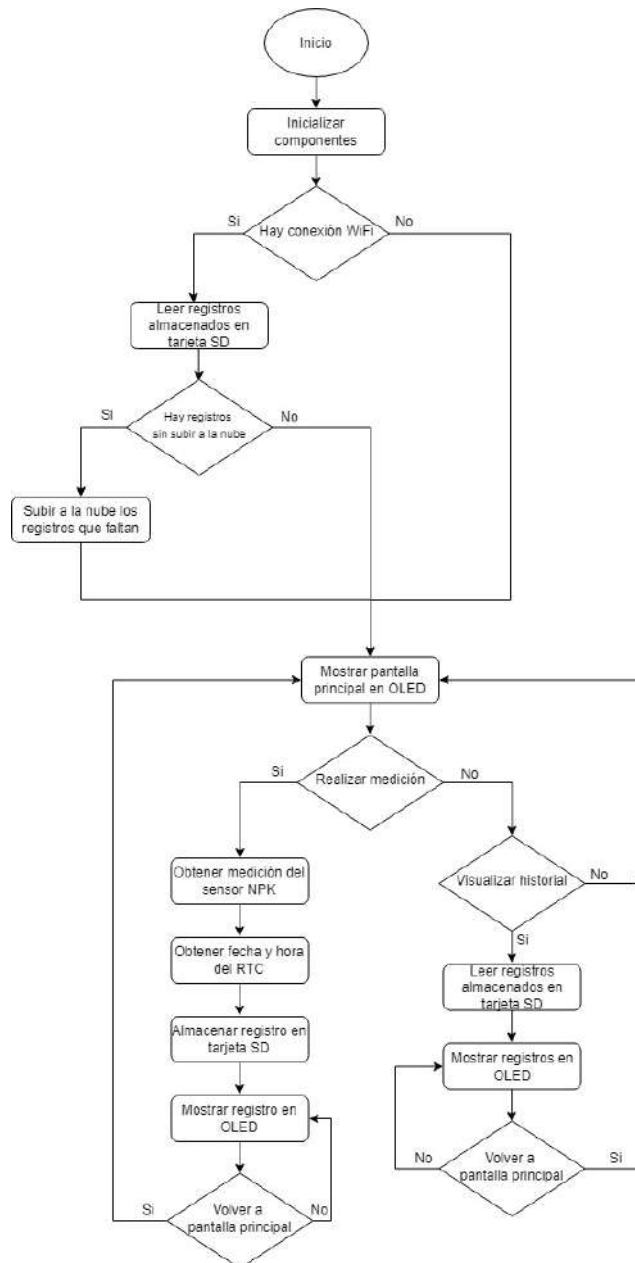 Inicio
Inicializar
componentes
Si
Hay conexión WiFi
No
Leer registros
almacenados en
tarjeta SD
Si
Hay registros
sin subir a la nube
No
Subir a la nube los
registros que faltan
Mostrar pantalla
principal en OLED
Si
Realizar medición
No
Obtener medición del
sensor NPK
Visualizar historial
No
Si
Obtener fecha y hora
del RTC
Leer registros
almacenados en
tarjeta SD
Almacenar registro en
tarjeta SD
Mostrar registros en
OLED
Mostrar registro en
OLED
No
Volver a
pantalla principal
Si
Si
Volver a
pantalla principal
No